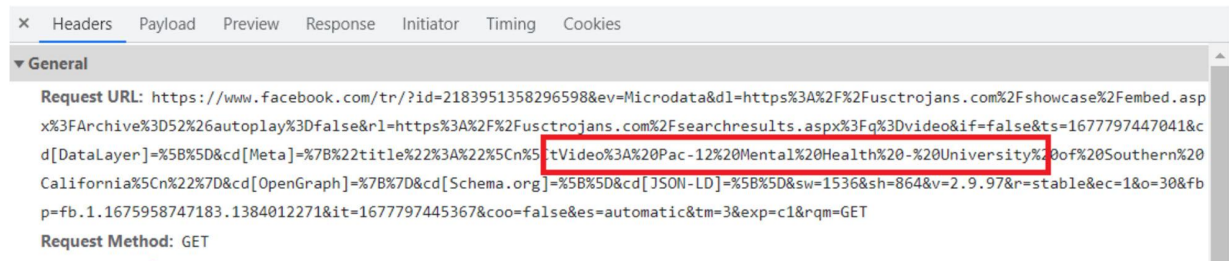 × Headers Payload Preview Response Initiator Timing Cookies
▼ General
Request URL: https://www.facebook.com/tr/?id=2183951358296598&ev=Microdata&dl=https%3A%2F%2Fusctrojans.com%2Fshowcase%2Fembed.asp
x%3FArchive%3D52%26autoplay%3Dfalse&rl=https%3A%2F%2Fusctrojans.com%2Fsearchresults.aspx%3Fq%3Dvideo&if=false&ts=1677797447041&c
d[DataLayer]=%5B%5D&cd[Meta]=%7B%22title%22%3A%22%5Cn%5CtVideo%3A%20Pac-12%20Mental%20Health%20-%20University%20of%20Southern%20
California%5Cn%22%7D&cd[OpenGraph]=%7B%7D&cd[Schema.org]=%5B%5D&cd[JSON-LD]=%5B%5D&sw=1536&sh=864&v=2.9.97&r=stable&ec=1&o=30&fb
p=fb.1.1675958747183.1384012271&it=1677797445367&coo=false&es=automatic&tm=3&exp=c1&rqm=GET
Request Method: GET